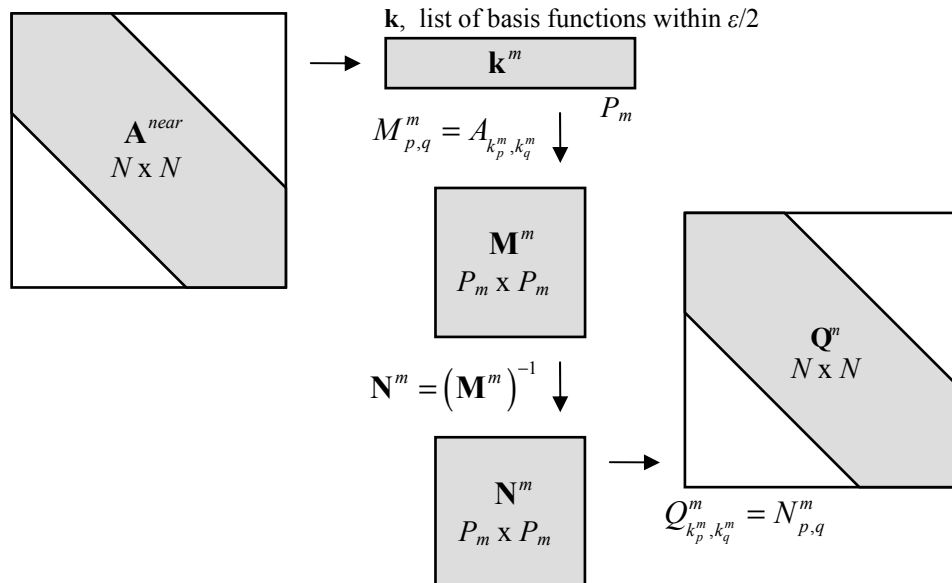 k, list of basis functions within ε/2
k^m
P_m
A^{near}
N x N
M^m_{p,q} = A_{k^m_p, k^m_q}
M^m
P_m x P_m
N^m = (M^m)^{-1}
N^m
P_m x P_m
Q^m
N x N
Q^m_{k^m_p, k^m_q} = N^m_{p,q}